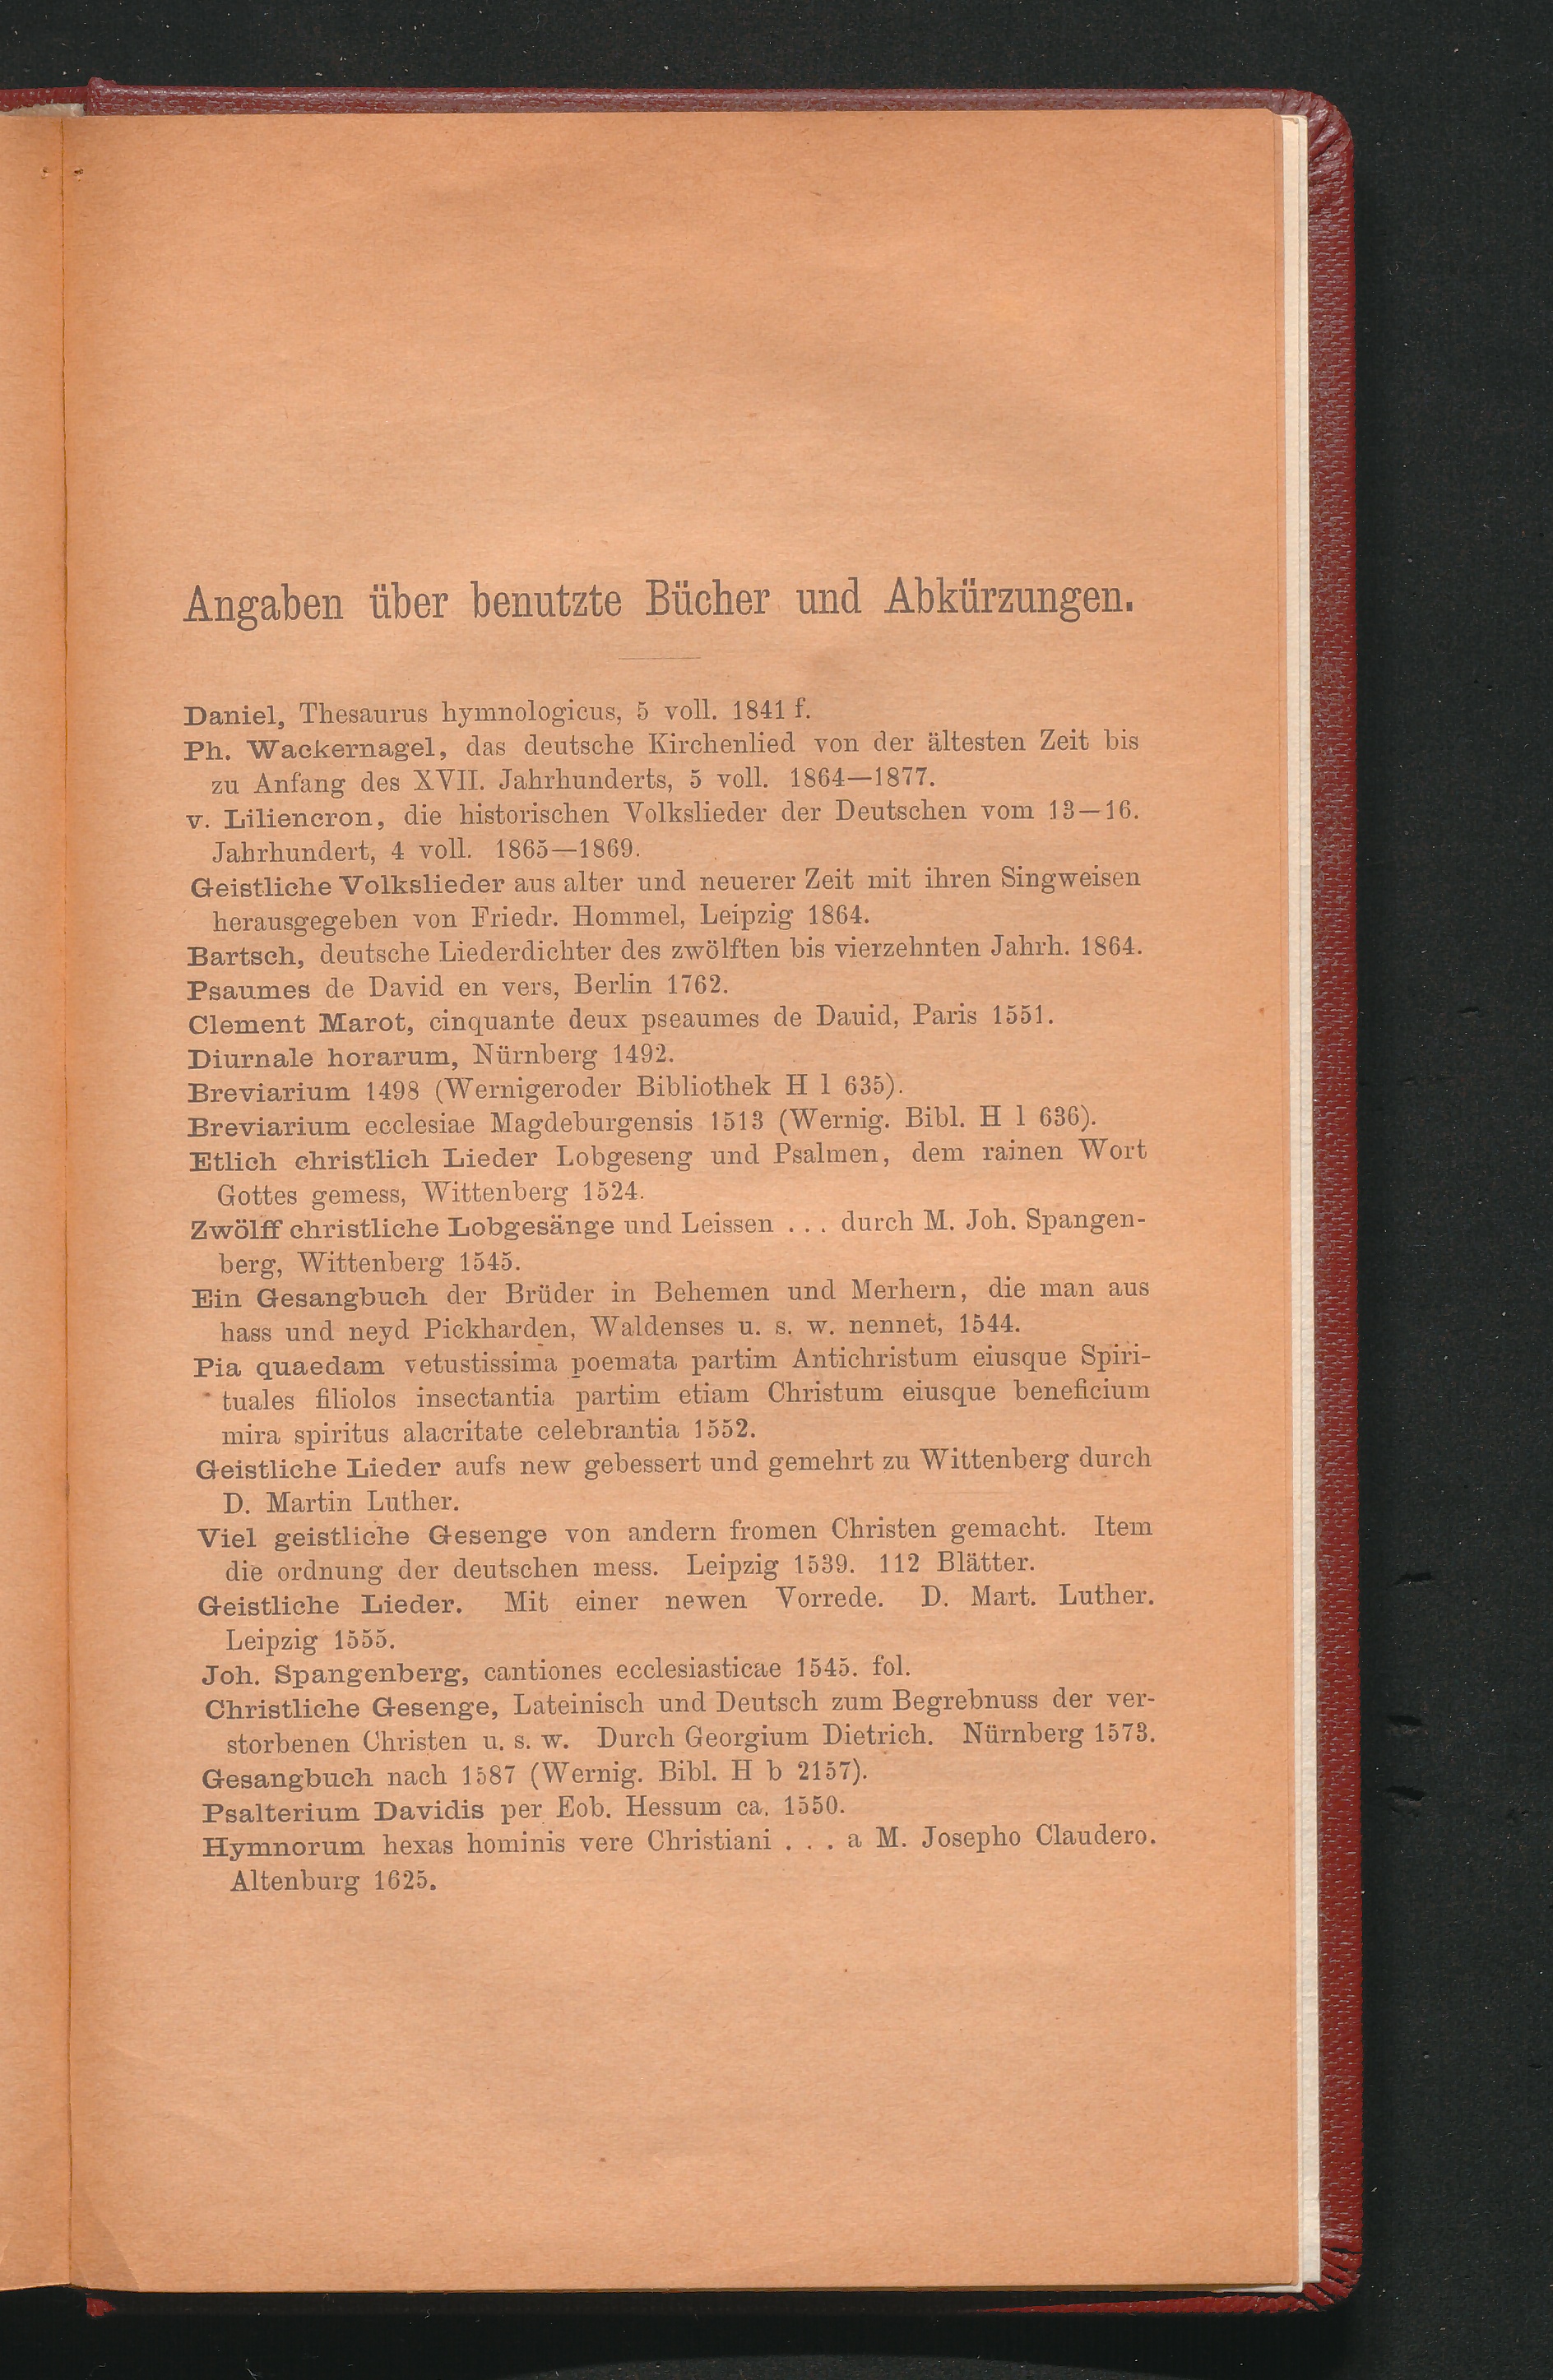 Angaben über benutzte Bücher und Abkürzungen.
Daniel, Thesaurus hymnologicus, 5 voll. 1841 f.
Ph. Wackernagel, das deutsche Kirchenlied von der ältesten Zeit bis
zu Anfang des XVII. Jahrhunderts, 5 voll. 1864—1877.
v. Liliencron, die historischen Volkslieder der Deutschen vom 13—16.
Jahrhundert, 4 voll. 1865—1869.
Geistliche Volkslieder aus alter und neuerer Zeit mit ihren Singweisen
herausgegeben von Friedr. Hommel, Leipzig 1864.
Bartsch, deutsche Liederdichter des zwölften bis vierzehnten Jahrh. 1864.
Psaumes de David en vers, Berlin 1762.
Clement Marot, cinquante deux pseaumes de Dauid, Paris 1551.
Diurnale horarum, Nürnberg 1492.
Breviarium 1498 (Wernigeroder Bibliothek H l 635).
Breviarium ecclesiae Magdeburgensis 1513 (Wernig. Bibl. H l 636).
Etlich christlich Lieder Lobgeseng und Psalmen, dem rainen Wort
Gottes gemess, Wittenberg 1524.
Zwölff christliche Lobgesänge und Leissen . . . durch M. Joh. Spangen-
berg, Wittenberg 1545.
Ein Gesangbuch der Brüder in Behemen und Merhern, die man aus
hass und neyd Pickharden, Waldenses u. s. w. nennet, 1544.
Pia quaedam vetustissima poemata partim Antichristum eiusque Spiri-
tuales filiolos insectantia partim etiam Christum eiusque beneficium
mira spiritus alacritate celebrantia 1552.
Geistliche Lieder aufs new gebessert und gemehrt zu Wittenberg durch
D. Martin Luther.
Viel geistliche Gesenge von andern fromen Christen gemacht. Item
die ordnung der deutschen mess. Leipzig 1539. 112 Blätter.
Geistliche Lieder. Mit einer newen Vorrede. D. Mart. Luther.
Leipzig 1555.
Joh. Spangenberg, cantiones ecclesiasticae 1545. fol.
Christliche Gesenge, Lateinisch und Deutsch zum Begrebnuss der ver-
storbenen Christen u. s. w. Durch Georgium Dietrich. Nürnberg 1573.
Gesangbuch nach 1587 (Wernig. Bibl. H b 2157).
Psalterium Davidis per Eob. Hessum ca. 1550.
Hymnorum hexas hominis vere Christiani . . . a M. Josepho Claudero.
Altenburg 1625.